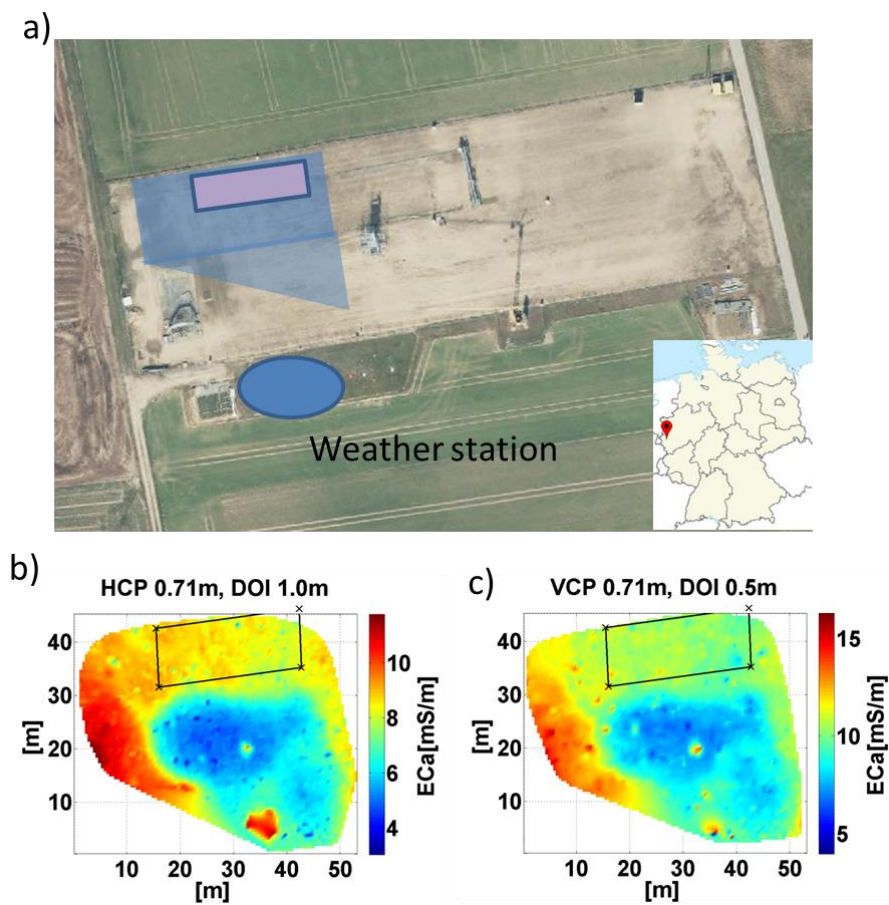 a)
Weather station
b)
HCP 0.71m, DOI 1.0m
40
30
20
10
[m]
10 20 30 40 50
[m]
10
8
6
4
ECa[mS/m]
c)
VCP 0.71m, DOI 0.5m
40
30
20
10
[m]
10 20 30 40 50
[m]
15
10
5
ECa[mS/m]